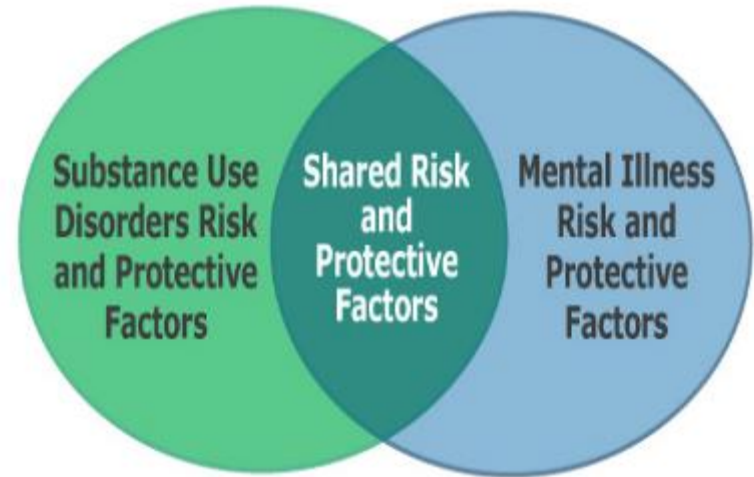 Substance Use
Disorders Risk
and Protective
Factors
Shared Risk
and
Protective
Factors
Mental Illness
Risk and
Protective
Factors